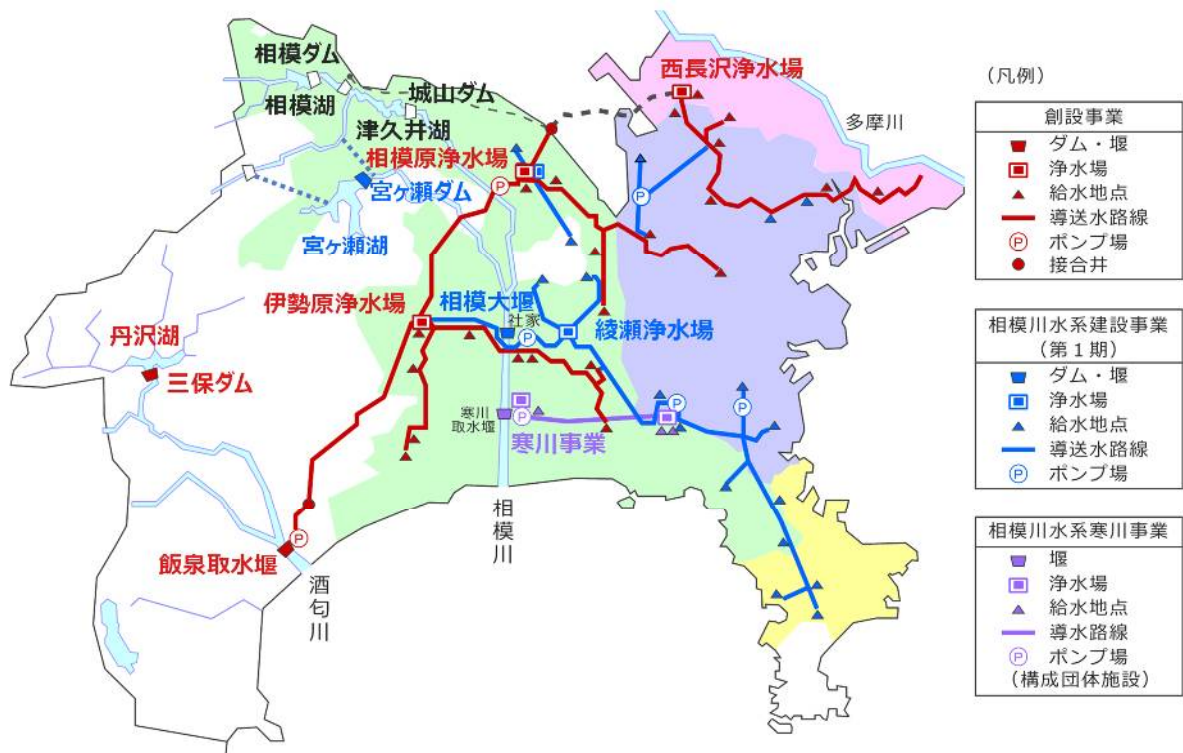 相模ダム
相模湖
城山ダム
津久井湖
相模原浄水場
宮ヶ瀬ダム
宮ヶ瀬湖
西長沢浄水場
多摩川
伊勢原浄水場
相模大堰
社家
綾瀬浄水場
丹沢湖
三保ダム
寒川
取水堰
寒川事業
相模川
飯泉取水堰
酒匂川
P
P
P
P
P
P
P
(凡例)
創設事業
ダム・堰
浄水場
給水地点
導送水路線
P
ポンプ場
接合井
相模川水系建設事業
(第1期)
ダム・堰
浄水場
給水地点
導送水路線
P
ポンプ場
相模川水系寒川事業
堰
浄水場
給水地点
導水路線
P
ポンプ場
(構成団体施設)